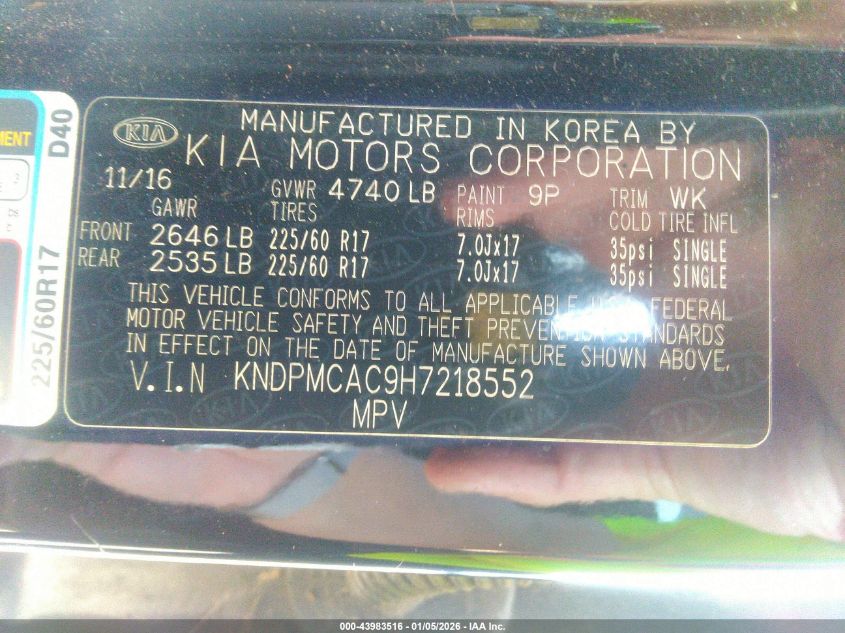 MENT
D40
225/60R17
KIA
MANUFACTURED IN KOREA BY
KIA MOTORS CORPORATION
11/16 GVWR 4740 LB PAINT 9P TRIM WK
GAWR TIRES RIMS COLD TIRE INFL
FRONT 2646 LB 225/60 R17 7.0Jx17 35psi SINGLE
REAR 2535 LB 225/60 R17 7.0Jx17 35psi SINGLE
THIS VEHICLE CONFORMS TO ALL APPLICABLE U.S. FEDERAL
MOTOR VEHICLE SAFETY AND THEFT PREVENTION STANDARDS
IN EFFECT ON THE DATE OF MANUFACTURE SHOWN ABOVE.
V.I.N KNDPMCAC9H7218552
MPV
000-43983516 - 01/05/2026 - IAA Inc.